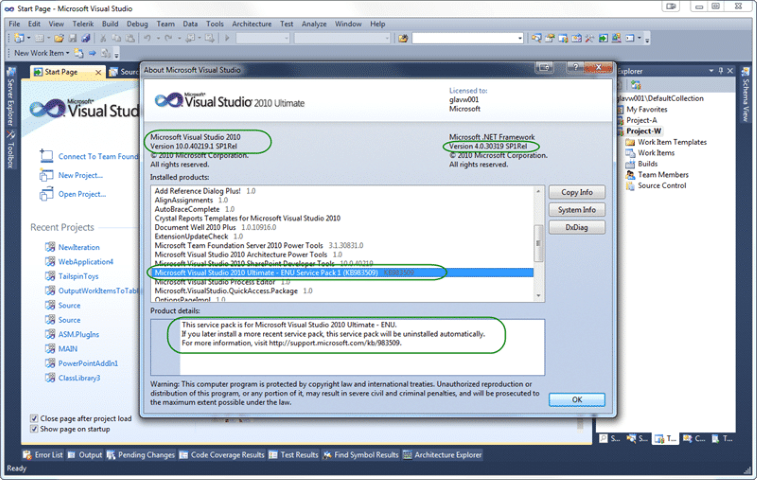 Start Page - Microsoft Visual Studio
File Edit View Telerik Build Debug Team Data Tools Architecture Test Analyze Window Help
New Work Item
Server Explorer
Toolbox
Start Page
Sourc
Microsoft
Visual Stud
Connect To Team Found
New Project...
Open Project...
Recent Projects
NewIteration
WebApplication4
TailspinToys
OutputWorkItemsToTabl
Source
Source
ASM.PlugIns
MAIN
PowerPointAddIn1
ClassLibrary3
Close page after project load
Show page on startup
About Microsoft Visual Studio
Microsoft
Visual Studio 2010 Ultimate
Licensed to:
glavw001
Microsoft
Microsoft Visual Studio 2010
Version 10.0.40219.1 SP1Rel
© 2010 Microsoft Corporation.
All rights reserved.
Microsoft .NET Framework
Version 4.0.30319 SP1Rel
© 2010 Microsoft Corporation.
All rights reserved.
Installed products:
Add Reference Dialog Plus! 1.0
AlignAssignments 1.0
AutoBraceComplete 1.0
Crystal Reports Templates for Microsoft Visual Studio 2010
Document Well 2010 Plus 1.0.10916.0
ExtensionUpdateCheck 1.0
Microsoft Team Foundation Server 2010 Power Tools 3.1.30831.0
Microsoft Visual Studio 2010 Architecture Power Tools
Microsoft Visual Studio 2010 SharePoint Developer Tools 10.0.40219
Microsoft Visual Studio 2010 Ultimate - ENU Service Pack 1 (KB983509) KB983509
Microsoft Visual Studio Process Editor 1.0
Microsoft.VisualStudio.QuickAccess.Package 1.0
OptionsPageImpl 1.0
Copy Info
System Info
DxDiag
Product details:
This service pack is for Microsoft Visual Studio 2010 Ultimate - ENU.
If you later install a more recent service pack, this service pack will be uninstalled automatically.
For more information, visit http://support.microsoft.com/kb/983509.
Warning: This computer program is protected by copyright law and international treaties. Unauthorized reproduction or
distribution of this program, or any portion of it, may result in severe civil and criminal penalties, and will be prosecuted to
the maximum extent possible under the law.
OK
Explorer
glavw001\DefaultCollection
My Favorites
Project-A
Project-W
Work Item Templates
Work Items
Builds
Team Members
Source Control
Schema View
S... S... T... C... T...
Error List Output Pending Changes Code Coverage Results Test Results Find Symbol Results Architecture Explorer
Ready